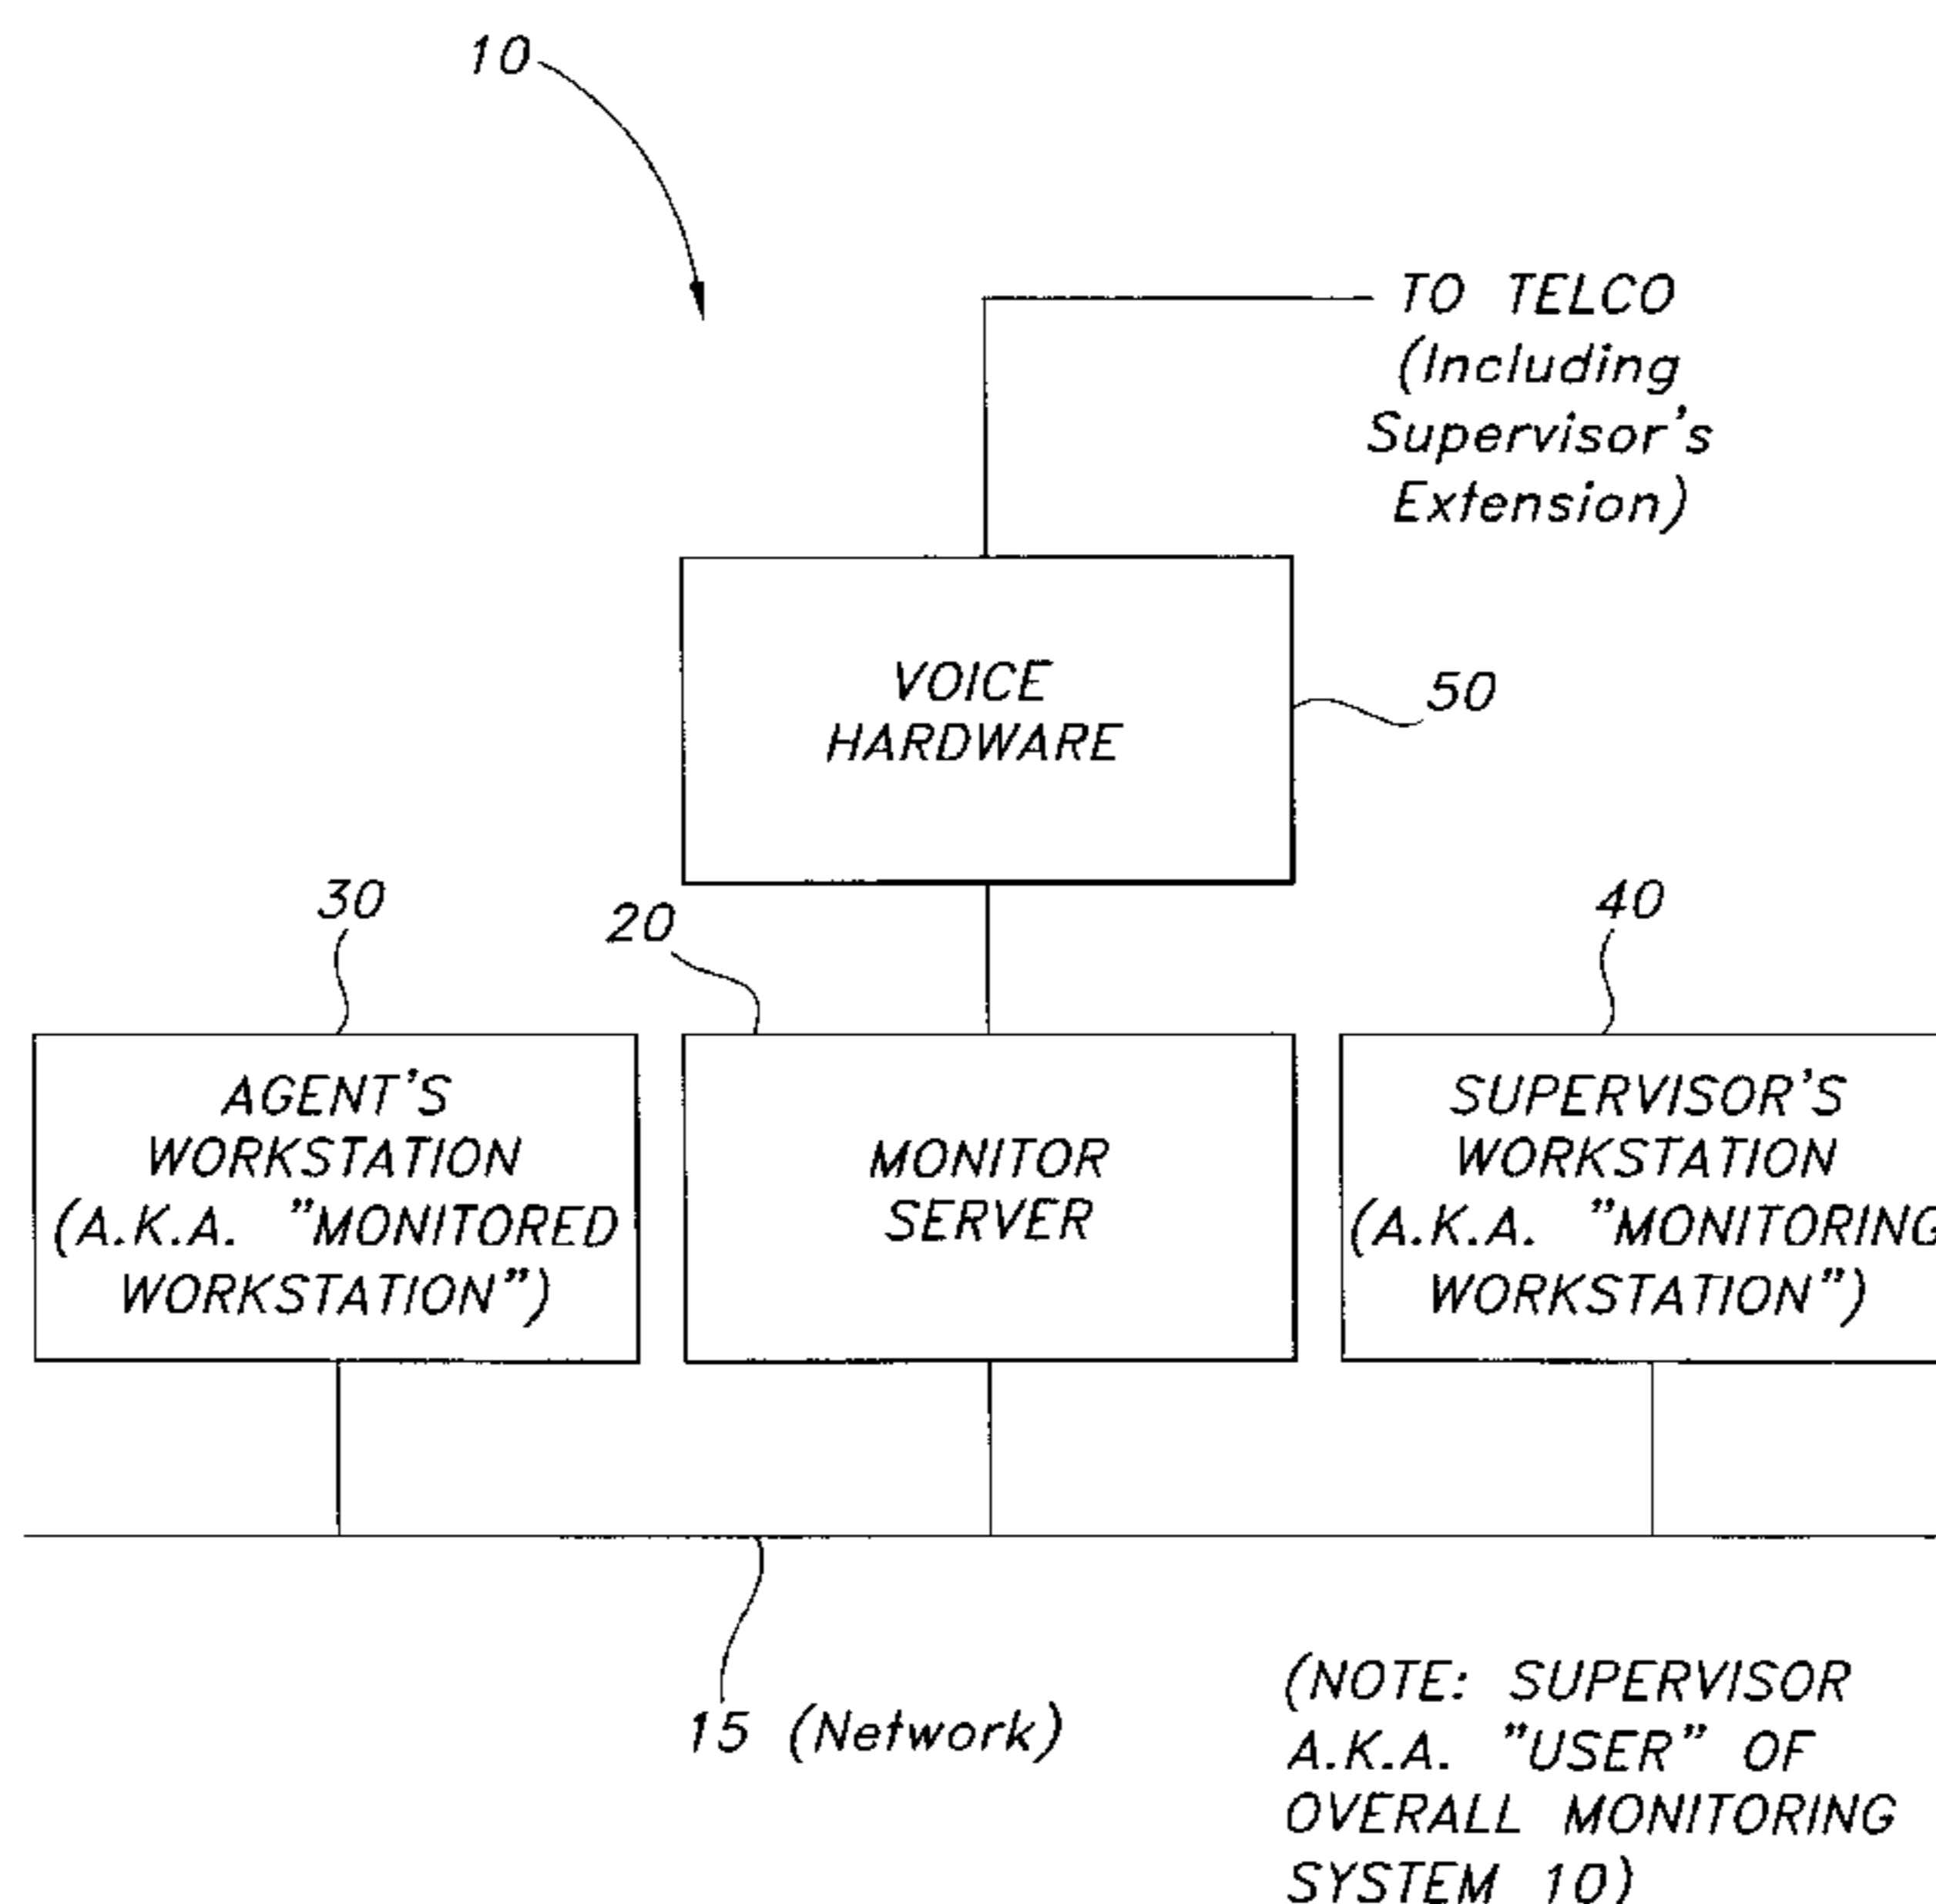 10
TO TELCO
(Including
Supervisor's
Extension)
VOICE
HARDWARE
50
30
20
40
AGENT'S
WORKSTATION
(A.K.A. "MONITORED
WORKSTATION")
MONITOR
SERVER
SUPERVISOR'S
WORKSTATION
(A.K.A. "MONITORING
WORKSTATION")
15 (Network)
(NOTE: SUPERVISOR
A.K.A. "USER" OF
OVERALL MONITORING
SYSTEM 10)